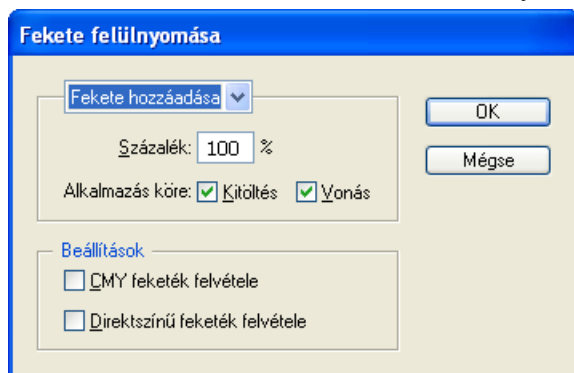 Fekete felülnyomása
Fekete hozzáadása
Százalék: 100 %
Alkalmazás köre: Kitöltés Vonás
OK
Mégse
Beállítások
CMY feketék felvétele
Direktszínű feketék felvétele